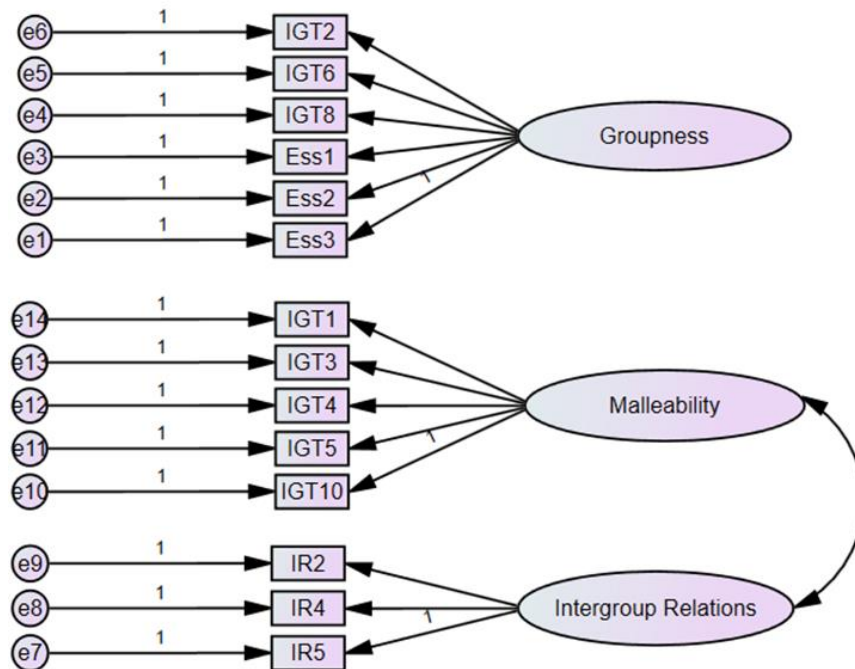 1
e6 IGT2
1
e5 IGT6
1
e4 IGT8
Groupness
1
e3 Ess1
1
1
e2 Ess2
1
e1 Ess3
1
e14 IGT1
1
e13 IGT3
1
e12 IGT4
Malleability
1
1
e11 IGT5
1
e10 IGT10
1
e9 IR2
1
e8 IR4
Intergroup Relations
1
1
e7 IR5